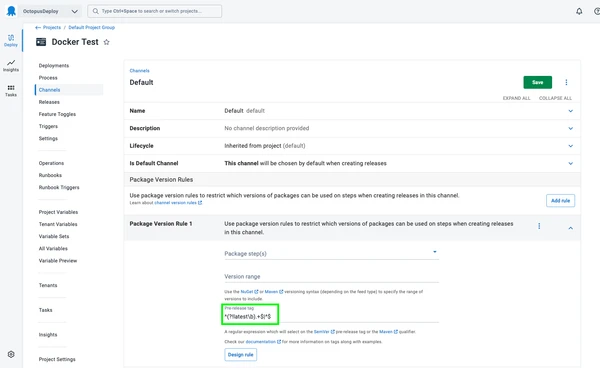 OctopusDeploy
Type Ctrl+Space to search or switch projects...
Deploy
Insights
Tasks
← Projects / Default Project Group
Docker Test
Deployments
Process
Channels
Releases
Feature Toggles
Triggers
Settings
Operations
Runbooks
Runbook Triggers
Project Variables
Tenant Variables
Variable Sets
All Variables
Variable Preview
Tenants
Tasks
Insights
Project Settings
Channels
Default
Save
EXPAND ALL COLLAPSE ALL
Name Default default
Description No channel description provided
Lifecycle Inherited from project (default)
Is Default Channel This channel will be chosen by default when creating releases
Package Version Rules
Use package version rules to restrict which versions of packages can be used on steps when creating releases in this channel.
Learn about channel version rules
Add rule
Package Version Rule 1 Use package version rules to restrict which versions of packages can be used on steps when creating releases
in this channel.
Package step(s)
Version range
Use the NuGet or Maven versioning syntax (depending on the feed type) to specify the range
of versions to include.
Pre-release tag
^(?!latest\b).+$|^$
A regular-expression which will select on the SemVer pre-release tag or the Maven qualifier.
Check our documentation for more information on tags along with examples.
Design rule